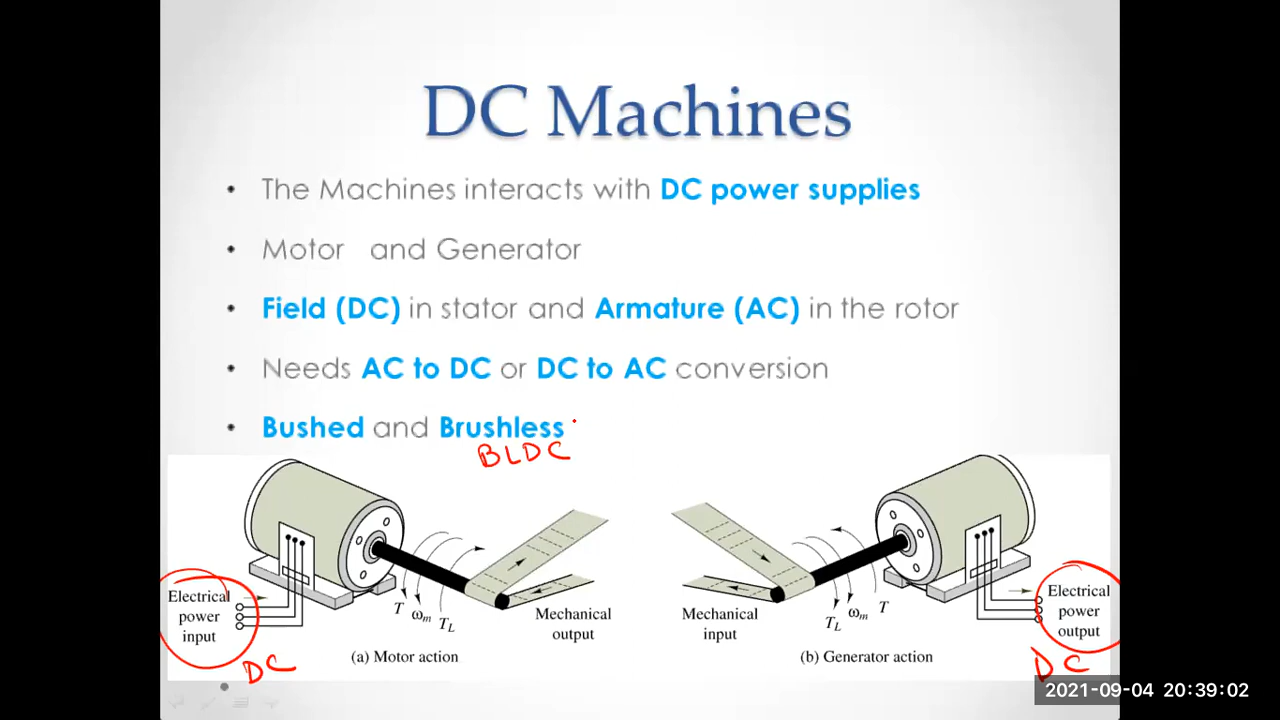 DC Machines
• The Machines interacts with DC power supplies
• Motor and Generator
• Field (DC) in stator and Armature (AC) in the rotor
• Needs AC to DC or DC to AC conversion
• Bushed and Brushless
BLDC
Electrical
power
input
DC
T
ωm
TL
Mechanical
output
(a) Motor action
Mechanical
input
TL
ωm
T
Electrical
power
output
DC
(b) Generator action
2021-09-04 20:39:02